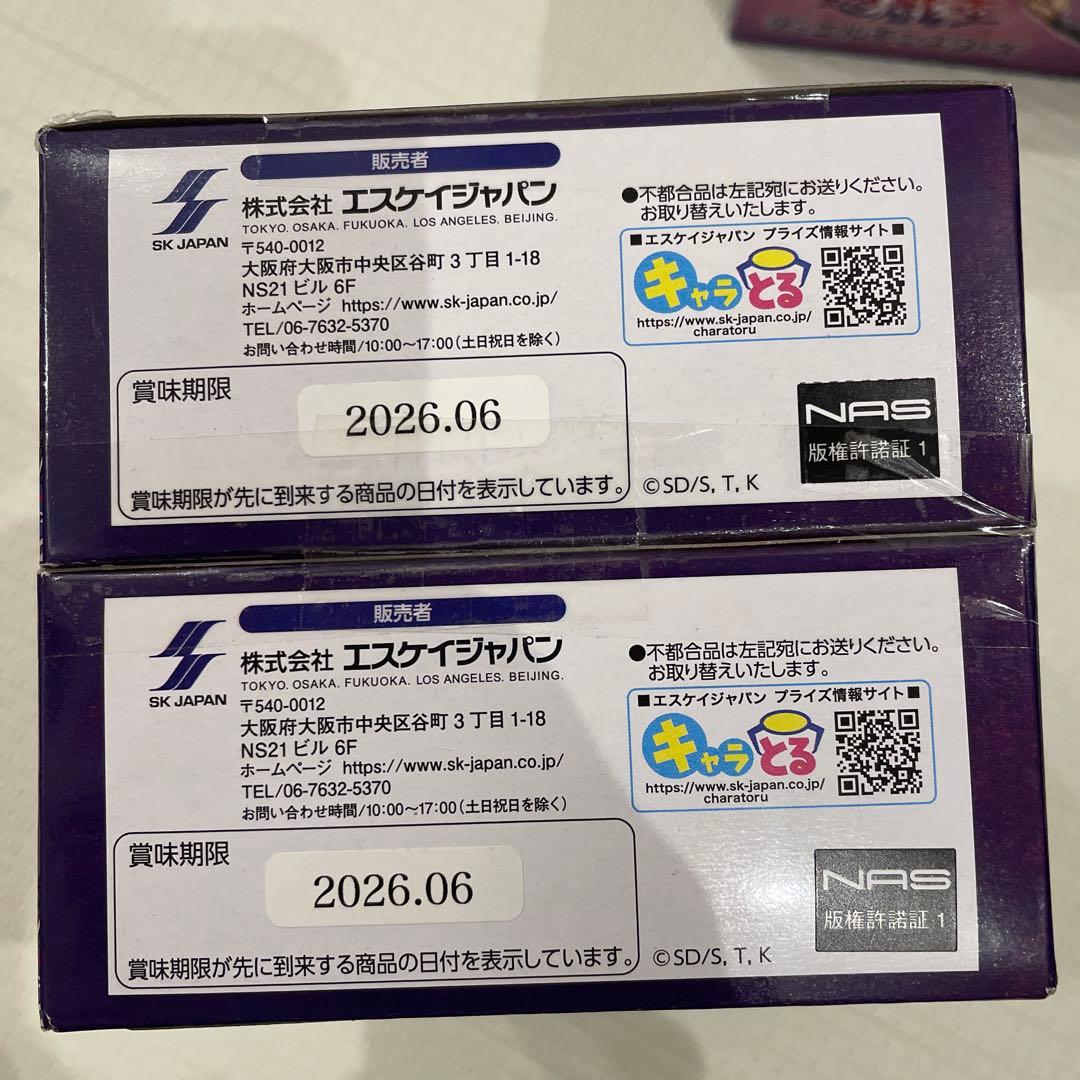 デュエルモンスターズ
販売者
SK JAPAN
株式会社 エスケイジャパン
TOKYO. OSAKA. FUKUOKA. LOS ANGELES. BEIJING.
〒540-0012
大阪府大阪市中央区谷町3丁目1-18
NS21ビル 6F
ホームページ https://www.sk-japan.co.jp/
TEL/06-7632-5370
お問い合わせ時間/10:00〜17:00(土日祝日を除く)
●不都合品は左記宛にお送りください。
お取り替えいたします。
■エスケイジャパン プライズ情報サイト■
キャラとる
https://www.sk-japan.co.jp/
charatoru
賞味期限
2026.06
賞味期限が先に到来する商品の日付を表示しています。
©SD/S, T, K
NAS
版権許諾証 1
販売者
SK JAPAN
株式会社 エスケイジャパン
TOKYO. OSAKA. FUKUOKA. LOS ANGELES. BEIJING.
〒540-0012
大阪府大阪市中央区谷町3丁目1-18
NS21ビル 6F
ホームページ https://www.sk-japan.co.jp/
TEL/06-7632-5370
お問い合わせ時間/10:00〜17:00(土日祝日を除く)
●不都合品は左記宛にお送りください。
お取り替えいたします。
■エスケイジャパン プライズ情報サイト■
キャラとる
https://www.sk-japan.co.jp/
charatoru
賞味期限
2026.06
賞味期限が先に到来する商品の日付を表示しています。
©SD/S, T, K
NAS
版権許諾証 1